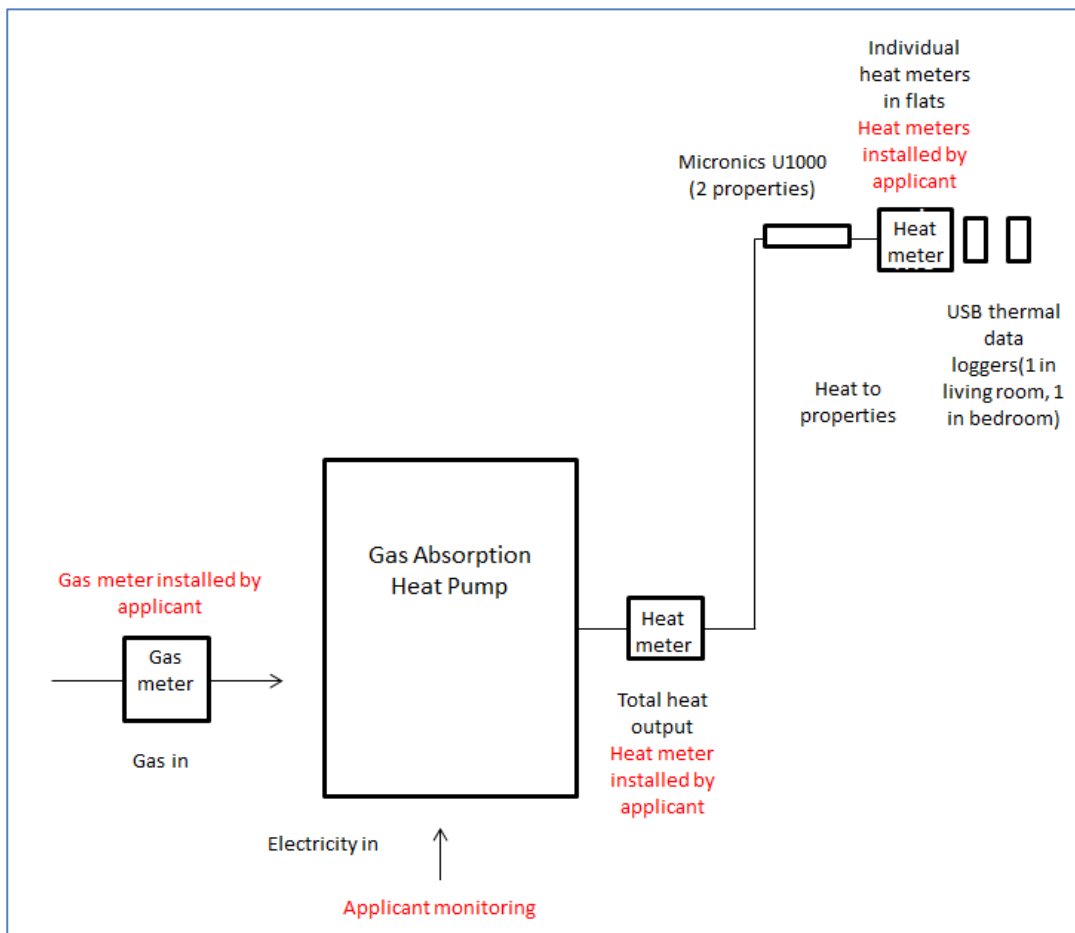 Individual
heat meters
in flats
Heat meters
installed by
applicant
Micronics U1000
(2 properties)
Heat
meter
USB thermal
data
loggers(1 in
living room, 1
in bedroom)
Heat to
properties
Gas Absorption
Heat Pump
Gas meter installed by
applicant
Gas
meter
Gas in
Heat
meter
Total heat
output
Heat meter
installed by
applicant
Electricity in
Applicant monitoring